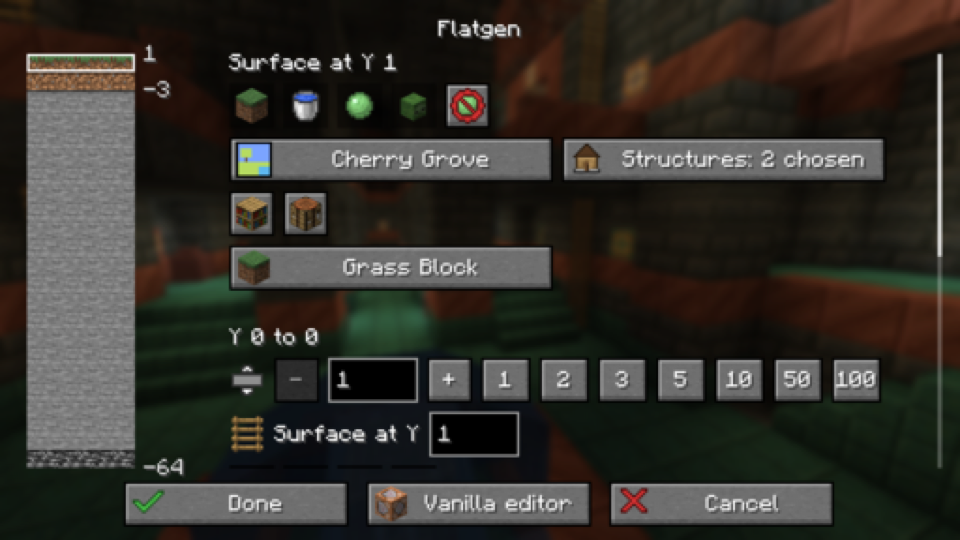 Flatgen
1
Surface at Y 1
-3
Cherry Grove
Structures: 2 chosen
Grass Block
Y 0 to 0
-
1
+
1
2
3
5
10
50
100
Surface at Y
1
-64
Done
Vanilla editor
Cancel